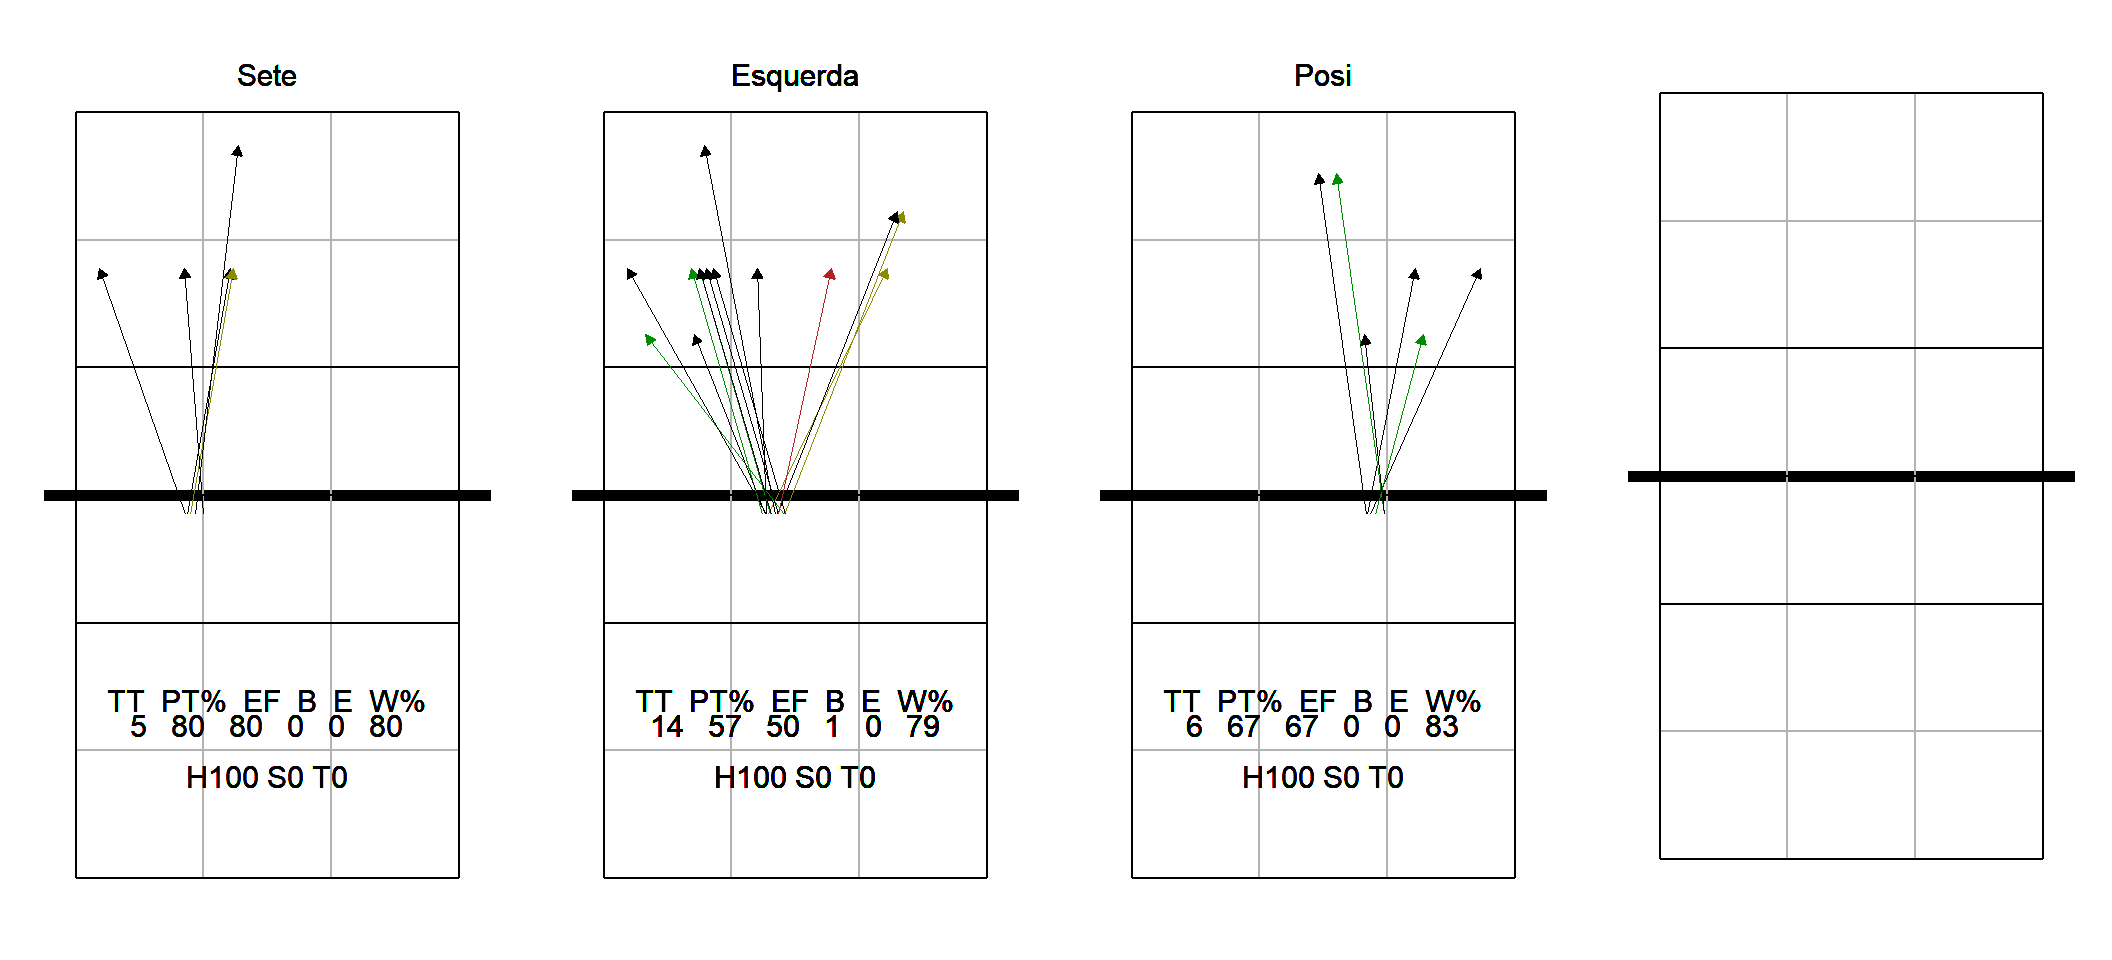 Sete
TT PT% EF B E W%
5 80 80 0 0 80
H100 S0 T0
Esquerda
TT PT% EF B E W%
14 57 50 1 0 79
H100 S0 T0
Posi
TT PT% EF B E W%
6 67 67 0 0 83
H100 S0 T0